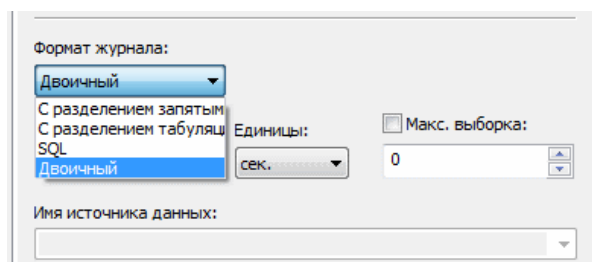 Формат журнала:
Двоичный
С разделением запятым
С разделением табуляц
SQL
Двоичный
Единицы:
сек.
Макс. выборка:
0
Имя источника данных: